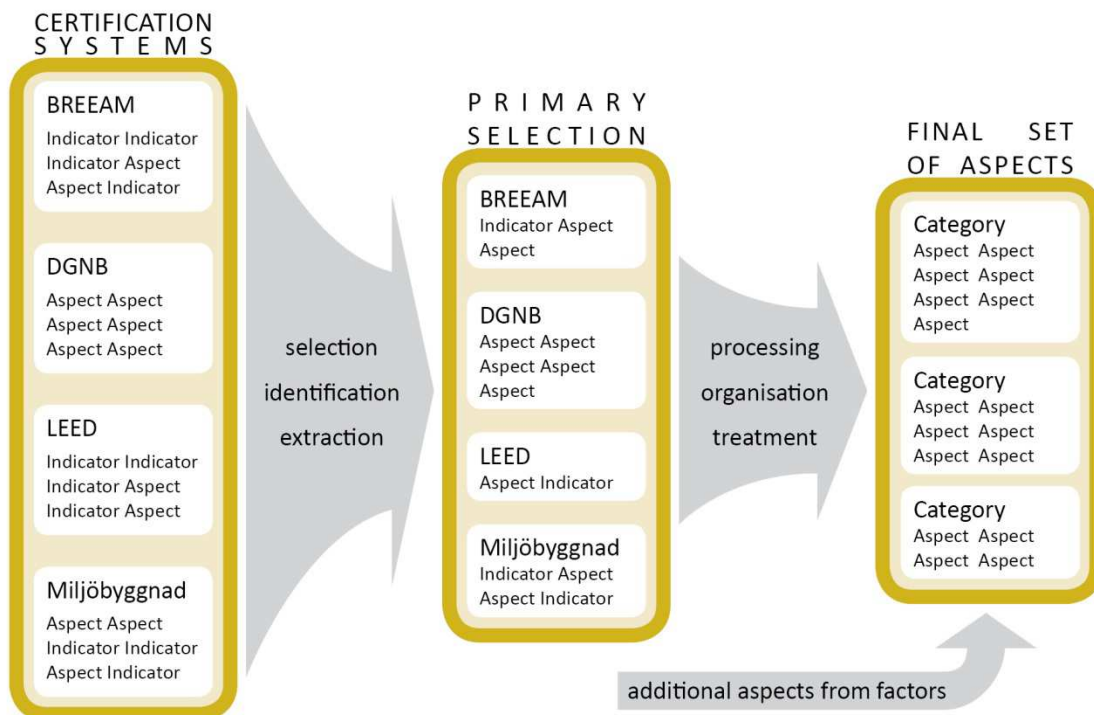 CERTIFICATION
SYSTEMS
BREEAM
Indicator Indicator
Indicator Aspect
Aspect Indicator
DGNB
Aspect Aspect
Aspect Aspect
Aspect Aspect
LEED
Indicator Indicator
Indicator Aspect
Indicator Aspect
Miljöbyggnad
Aspect Aspect
Indicator Indicator
Aspect Indicator
selection
identification
extraction
PRIMARY
SELECTION
BREEAM
Indicator Aspect
Aspect
DGNB
Aspect Aspect
Aspect Aspect
Aspect
LEED
Aspect Indicator
Miljöbyggnad
Indicator Aspect
Aspect Indicator
processing
organisation
treatment
FINAL SET
OF ASPECTS
Category
Aspect Aspect
Aspect Aspect
Aspect Aspect
Aspect
Category
Aspect Aspect
Aspect Aspect
Aspect Aspect
Category
Aspect Aspect
Aspect Aspect
additional aspects from factors